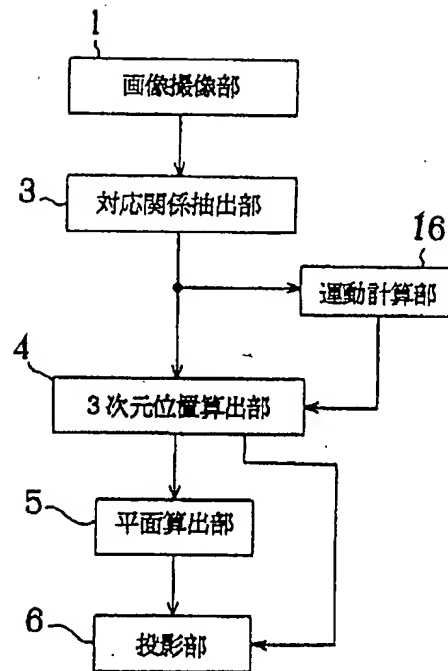 1
画像撮像部
3
対応関係抽出部
16
運動計算部
4
3次元位置算出部
5
平面算出部
6
投影部